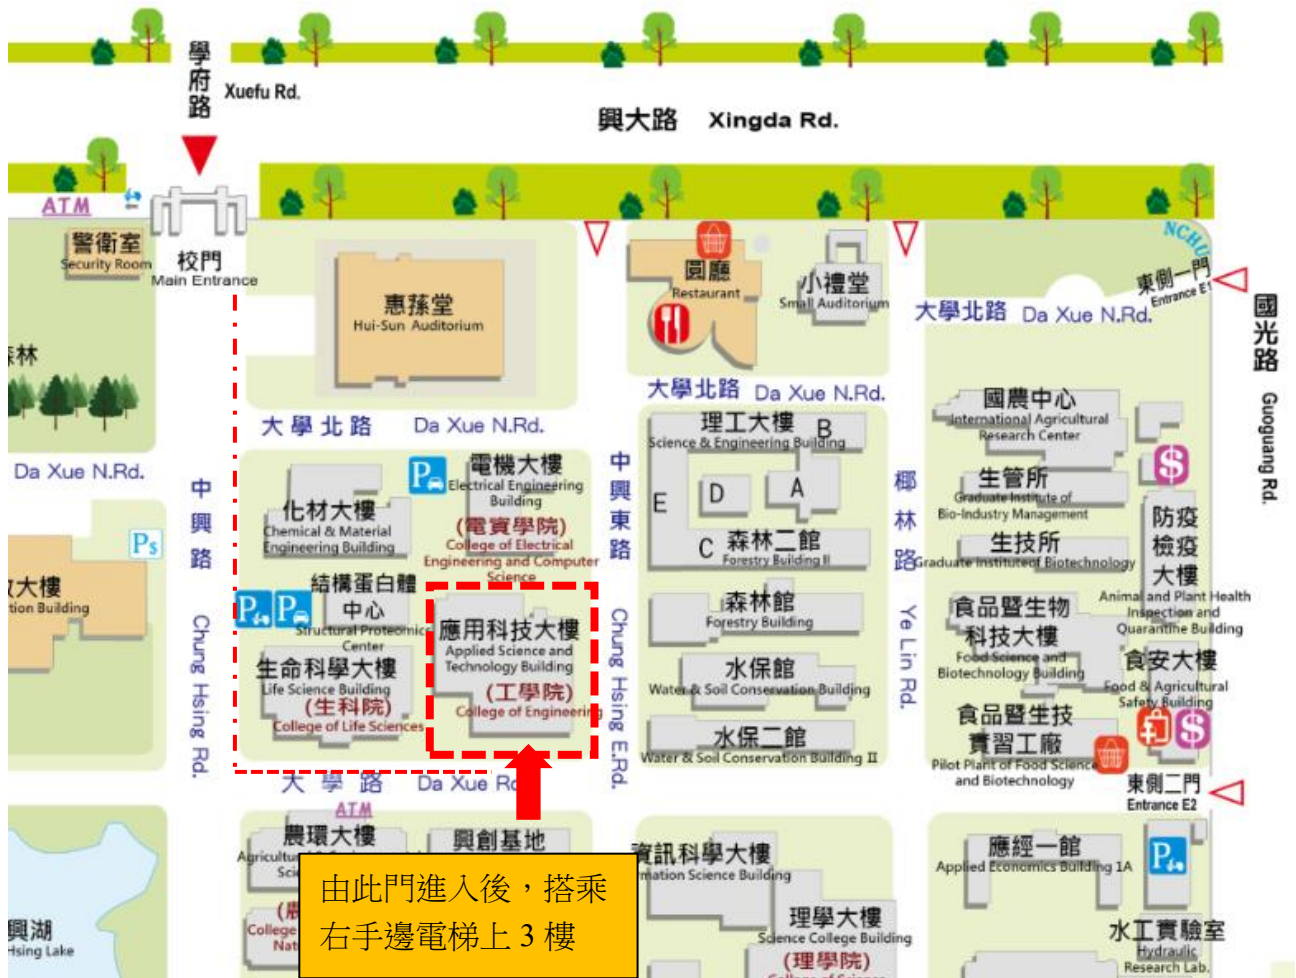 學府路
Xuefu Rd.
興大路 Xingda Rd.
ATM
警衛室
Security Room
校門
Main Entrance
惠蓀堂
Hui-Sun Auditorium
圓廳
Restaurant
小禮堂
Small Auditorium
NCHU
東側一門
Entrance E1
國光路
Guoguang Rd.
大學北路 Da Xue N.Rd.
大學北路 Da Xue N.Rd.
大學北路 Da Xue N.Rd.
林
Da Xue N.Rd.
中興路
Chung Hsing Rd.
P$
大樓
tion Building
化材大樓
Chemical & Material
Engineering Building
P
電機大樓
Electrical Engineering
Building
(電資學院)
College of Electrical
Engineering and Computer
Science
P
P
結構蛋白體
中心
Structural Proteomics
Center
應用科技大樓
Applied Science and
Technology Building
(工學院)
College of Engineering
生命科學大樓
Life Science Building
(生科院)
College of Life Sciences
中興東路
Chung Hsing E.Rd.
理工大樓
Science & Engineering Building
A
B
C
D
E
森林二館
Forestry Building II
森林館
Forestry Building
水保館
Water & Soil Conservation Building
水保二館
Water & Soil Conservation Building II
椰林路
Ye Lin Rd.
國農中心
International Agricultural
Research Center
生管所
Graduate Institute of
Bio-Industry Management
生技所
Graduate Instituteof Biotechnology
$
防疫
檢疫
大樓
Animal and Plant Health
Inspection and
Quarantine Building
食品暨生物
科技大樓
Food Science and
Biotechnology Building
食安大樓
Food & Agricultural
Safety Building
$
食品暨生技
實習工廠
Pilot Plant of Food Science
and Biotechnology
東側二門
Entrance E2
大學路 Da Xue Rd
ATM
農環大樓
Agricultu
Sci
College
Nat
興創基地
由此門進入後，搭乘
右手邊電梯上 3 樓
資訊科學大樓
mation Science Building
理學大樓
Science College Building
(理學院)
College of Science
應經一館
Applied Economics Building 1A
P
水工實驗室
Hydraulic
Research Lab.
興湖
Hsing Lake